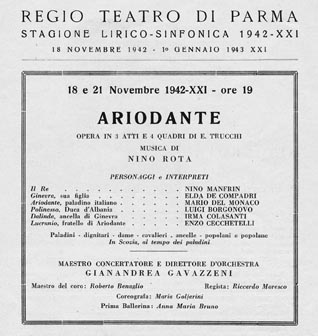 REGIO TEATRO DI PARMA
STAGIONE LIRICO-SINFONICA 1942-XXI
18 NOVEMBRE 1942 - 1º GENNAIO 1943 XXI
18 e 21 Novembre 1942-XXI - ore 19
ARIODANTE
OPERA IN 3 ATTI E 4 QUADRI DI E. TRUCCHI
MUSICA DI
NINO ROTA
PERSONAGGI e INTERPRETI
Il Re . . . . . NINO MANFRIN
Ginevra, sua figlia . . . . ELDA DE COMPADRI
Ariodante, paladino italiano . . . MARIO DEL MONACO
Polinesso, Duca d'Albania . . . LUIGI BORGONOVO
Dalinda, ancella di Ginevra . . . IRMA COLASANTI
Lurcanio, fratello di Ariodante . . . ENZO CECCHETELLI
Paladini - dignitari - dame - cavalieri - ancelle - popolani e popolane
In Scozia, al tempo dei paladini
MAESTRO CONCERTATORE E DIRETTORE D'ORCHESTRA
GIANANDREA GAVAZZENI
Maestro del coro: Roberto Benaglio Regista: Riccardo Moresco
Coreografa: Maria Galperini
Prima Ballerina: Anna Maria Bruno